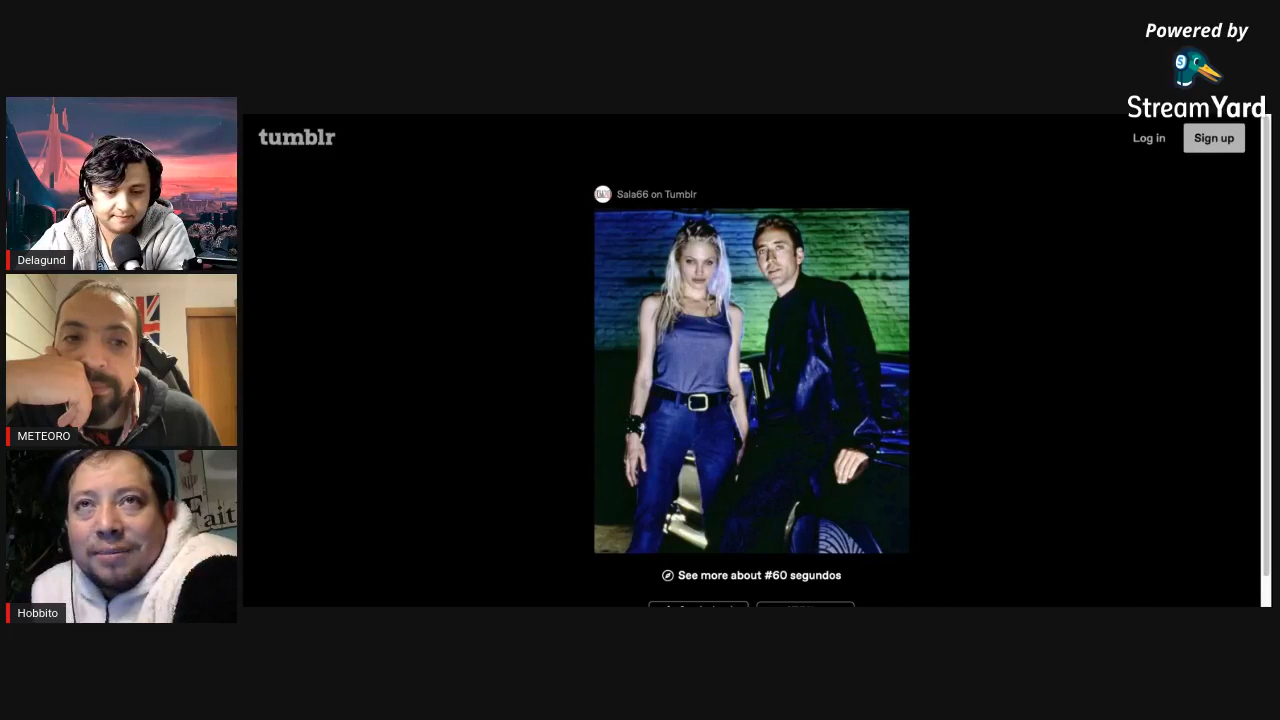 Powered by
StreamYard
tumblr
Log in
Sign up
Sala66 on Tumblr
Delagund
METEORO
Fait
Hobbito
See more about #60 segundos